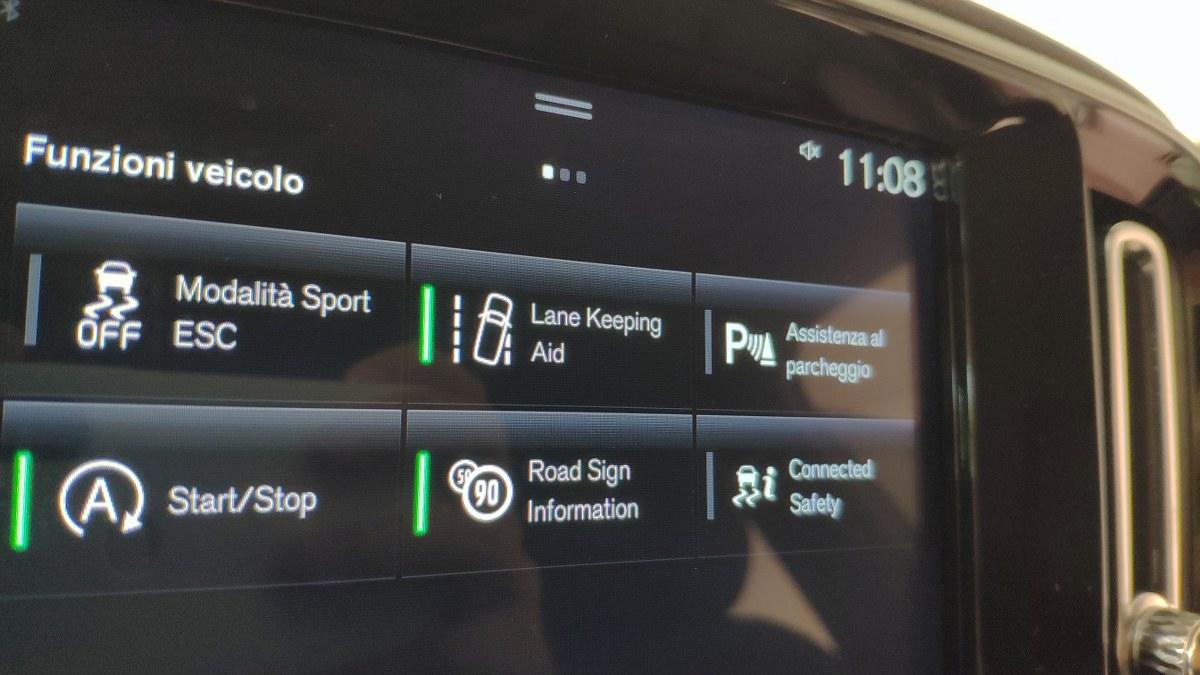 Funzioni veicolo
11:08
Modalità Sport
ESC
OFF
Lane Keeping
Aid
P
Assistenza al
parcheggio
A
Start/Stop
50
90
Road Sign
Information
i
Connected
Safety